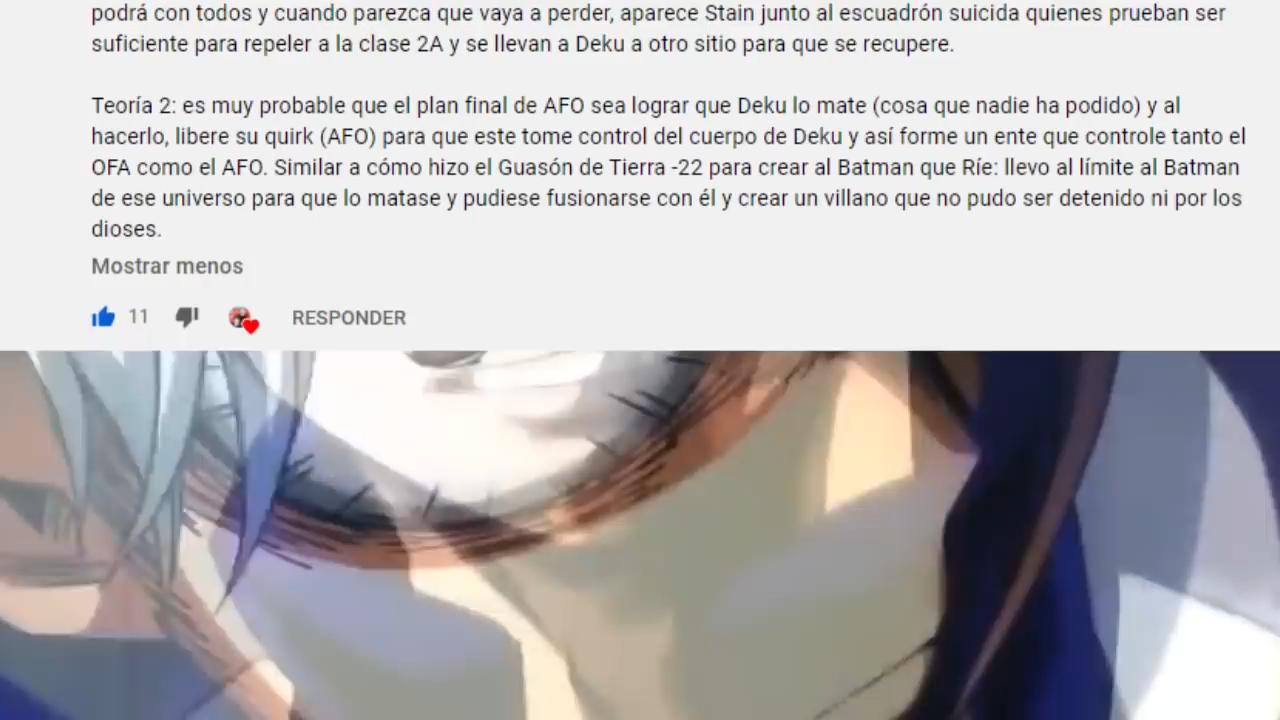 podrá con todos y cuando parezca que vaya a perder, aparece Stain junto al escuadrón suicida quienes prueban ser
suficiente para repeler a la clase 2A y se llevan a Deku a otro sitio para que se recupere.
Teoría 2: es muy probable que el plan final de AFO sea lograr que Deku lo mate (cosa que nadie ha podido) y al
hacerlo, libere su quirk (AFO) para que este tome control del cuerpo de Deku y así forme un ente que controle tanto el
OFA como el AFO. Similar a cómo hizo el Guasón de Tierra -22 para crear al Batman que Ríe: llevo al límite al Batman
de ese universo para que lo matase y pudiese fusionarse con él y crear un villano que no pudo ser detenido ni por los
dioses.
Mostrar menos
11 RESPONDER